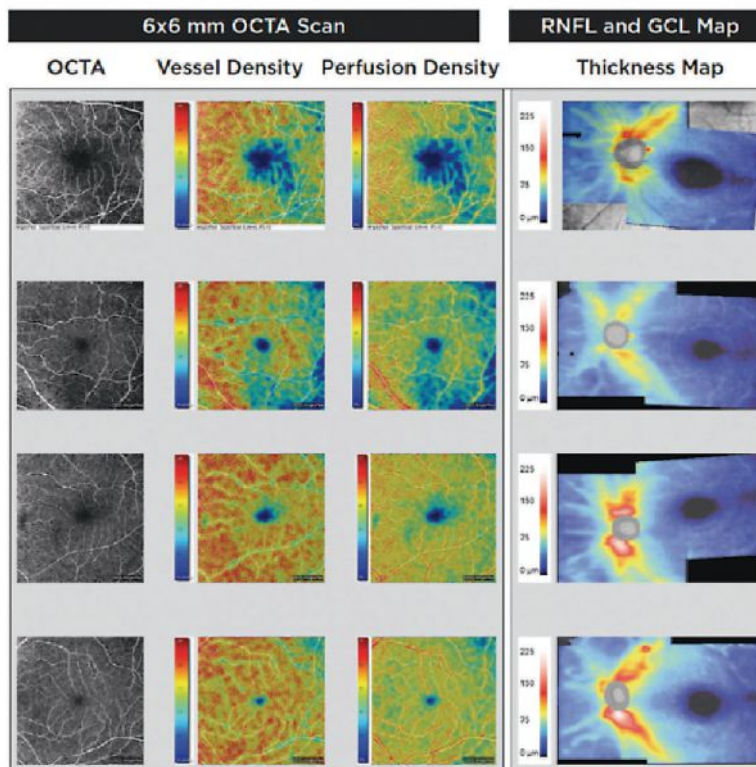 6x6 mm OCTA Scan
RNFL and GCL Map
OCTA
Vessel Density
Perfusion Density
Thickness Map
225
150
75
0 µm
225
150
75
0 µm
225
150
75
0 µm
225
150
75
0 µm